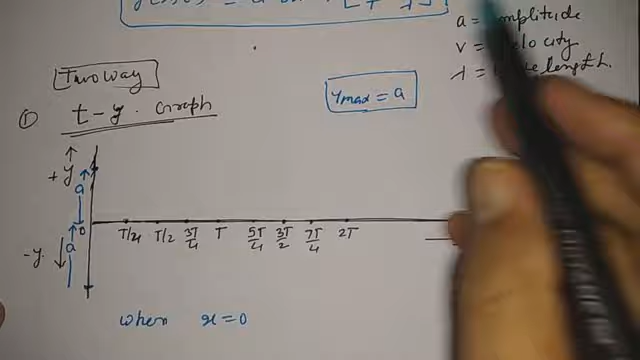 a = amplitude
v =
λ =
Two way
① t - y . Graph
Ymax = a
+ y
a
0
a
-y
T/4 T/2 3T/4 T 5T/4 3T/2 7T/4 2T
when x = 0